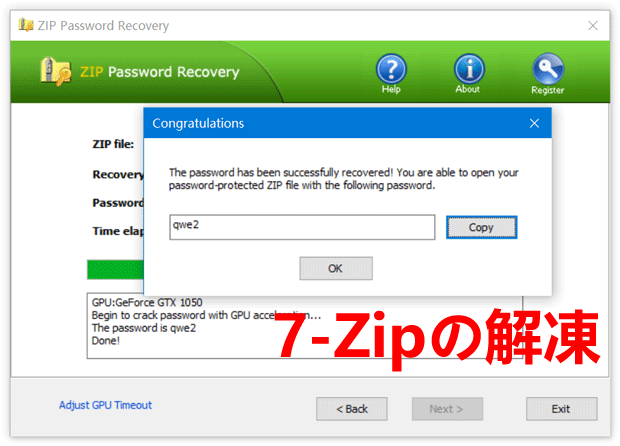 ZIP Password Recovery
ZIP Password Recovery
Help
About
Register
Congratulations
ZIP file:
The password has been successfully recovered! You are able to open your
password-protected ZIP file with the following password.
Recovery
Password
qwe2
Copy
Time elap
OK
GPU:GeForce GTX 1050
Begin to crack password with GPU acceleration...
The password is qwe2
Done!
7-Zipの解凍
Adjust GPU Timeout
< Back
Next >
Exit